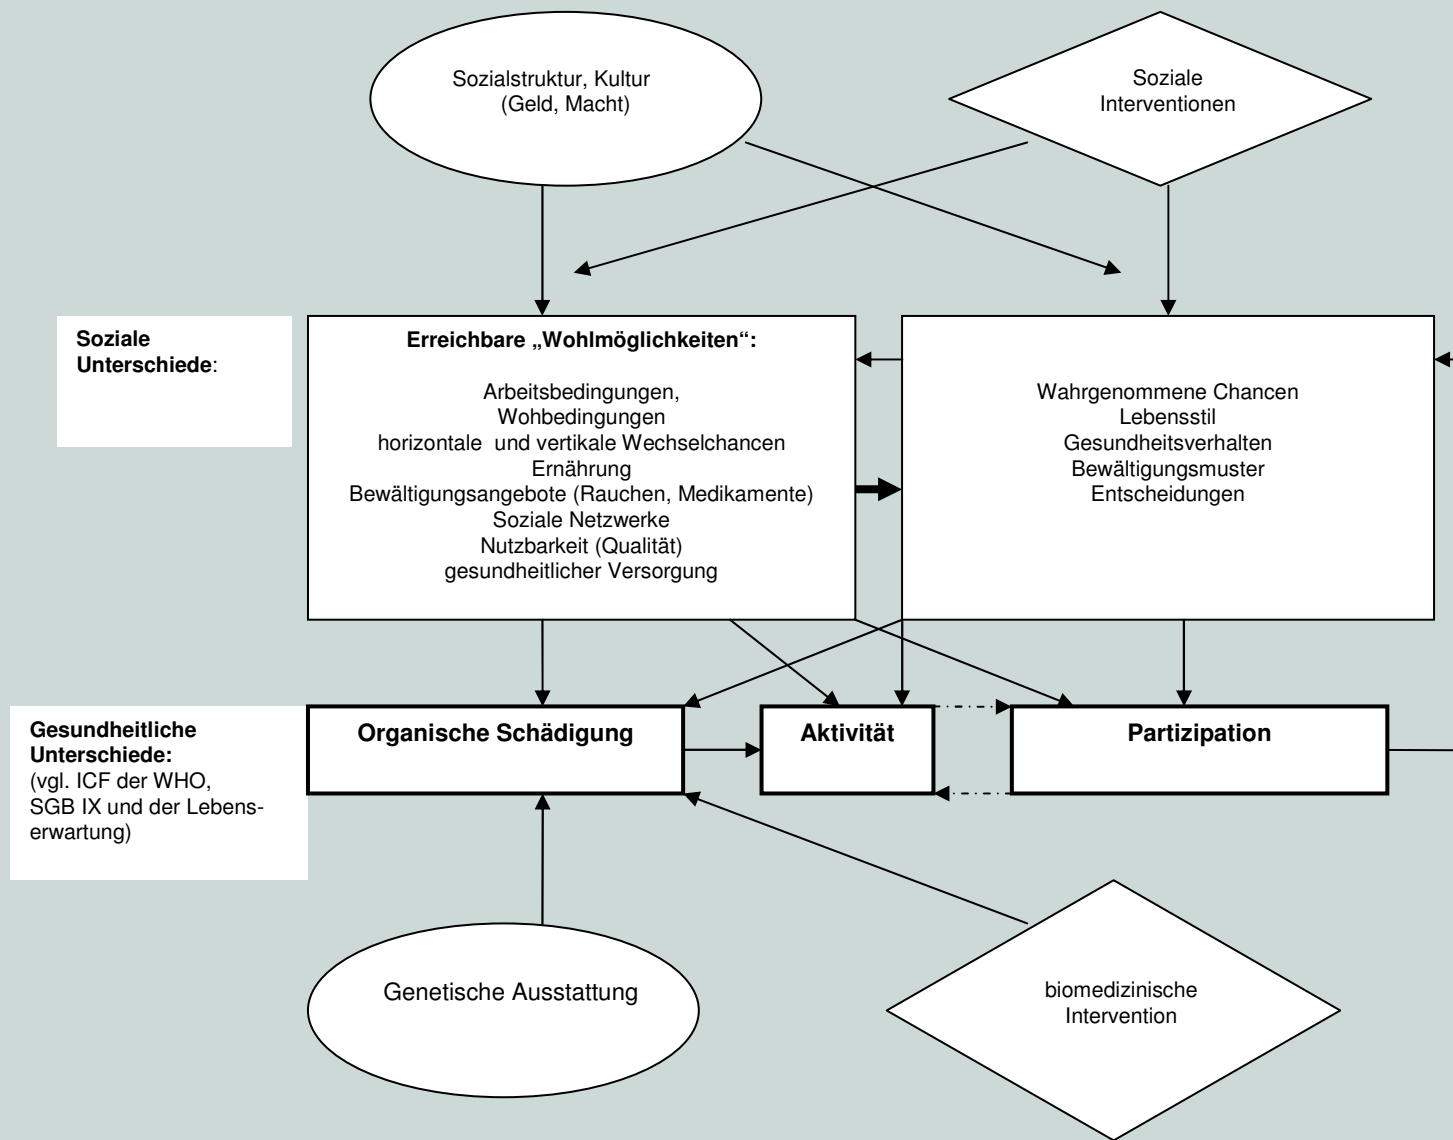 Sozialstruktur, Kultur
(Geld, Macht)
Soziale
Interventionen
Soziale
Unterschiede:
Erreichbare „Wohlmöglichkeiten“:
Arbeitsbedingungen,
Wohbedingungen
horizontale  und vertikale Wechselchancen
Ernährung
Bewältigungsangebote (Rauchen, Medikamente)
Soziale Netzwerke
Nutzbarkeit (Qualität)
gesundheitlicher Versorgung
Wahrgenommene Chancen
Lebensstil
Gesundheitsverhalten
Bewältigungsmuster
Entscheidungen
Gesundheitliche
Unterschiede:
(vgl. ICF der WHO,
SGB IX und der Lebens-
erwartung)
Organische Schädigung
Aktivität
Partizipation
Genetische Ausstattung
biomedizinische
Intervention